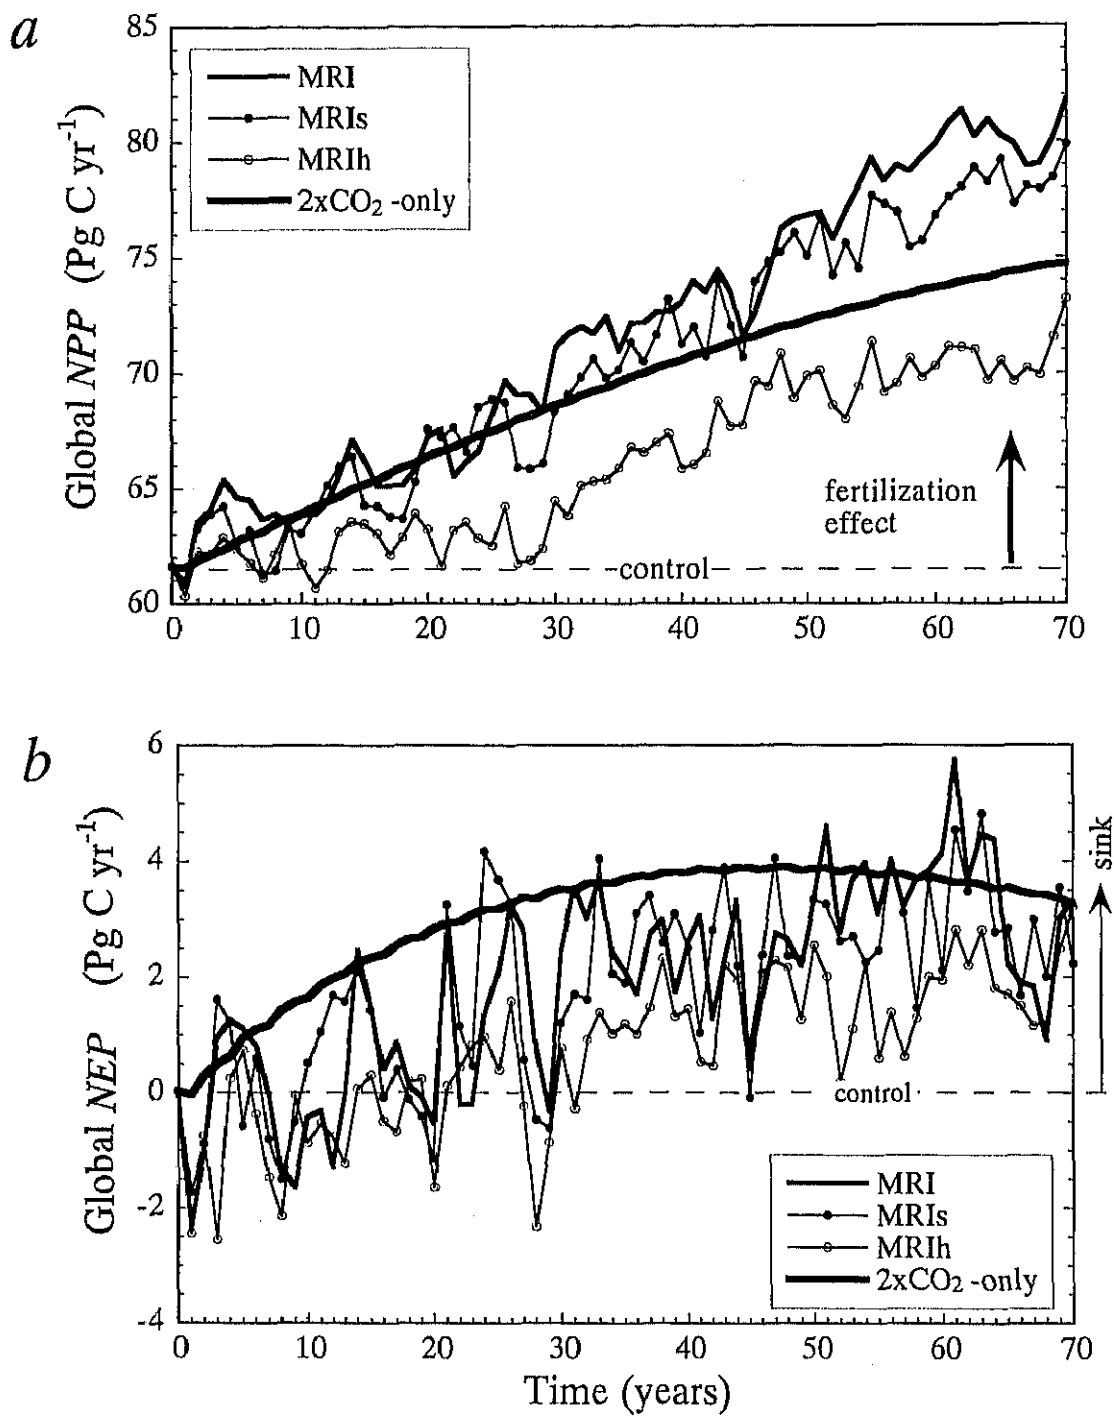 a
Global NPP (Pg C yr-1)
85
80
75
70
65
60
MRI
MRIs
MRIh
2xCO2 -only
fertilization
effect
control
0 10 20 30 40 50 60 70
b
Global NEP (Pg C yr-1)
6
4
2
0
-2
-4
sink
control
MRI
MRIs
MRIh
2xCO2 -only
0 10 20 30 40 50 60 70
Time (years)